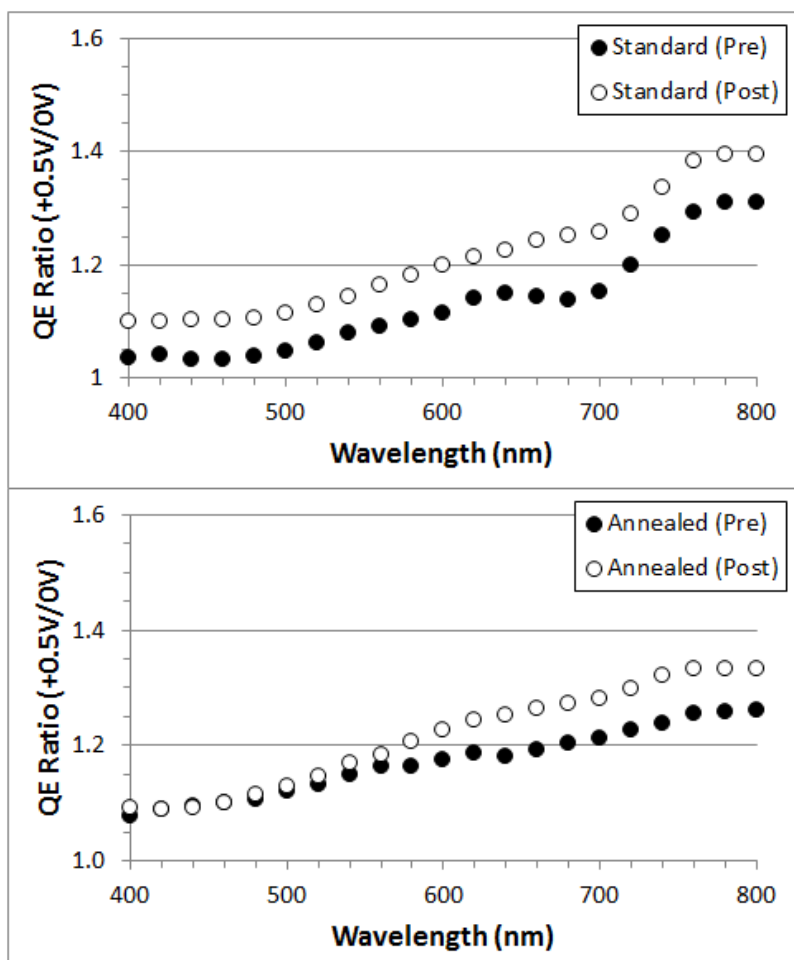 1.6
Standard (Pre)
Standard (Post)
1.4
1.2
1
QE Ratio (+0.5V/0V)
400 500 600 700 800
Wavelength (nm)
1.6
Annealed (Pre)
Annealed (Post)
1.4
1.2
1.0
QE Ratio (+0.5V/0V)
400 500 600 700 800
Wavelength (nm)